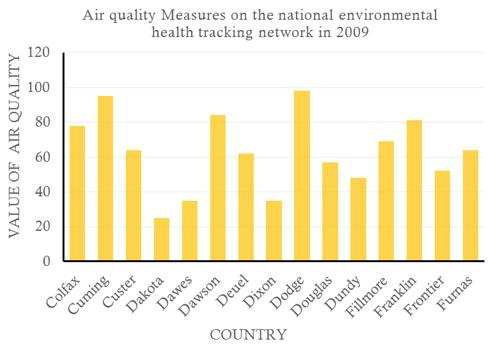 Air quality Measures on the national environmental
health tracking network in 2009
VALUE OF AIR QUALITY
120
100
80
60
40
20
0
Colfax
Cuming
Custer
Dakota
Dawes
Dawson
Deuel
Dixon
Dodge
Douglas
Dundy
Fillmore
Franklin
Frontier
Furnas
COUNTRY